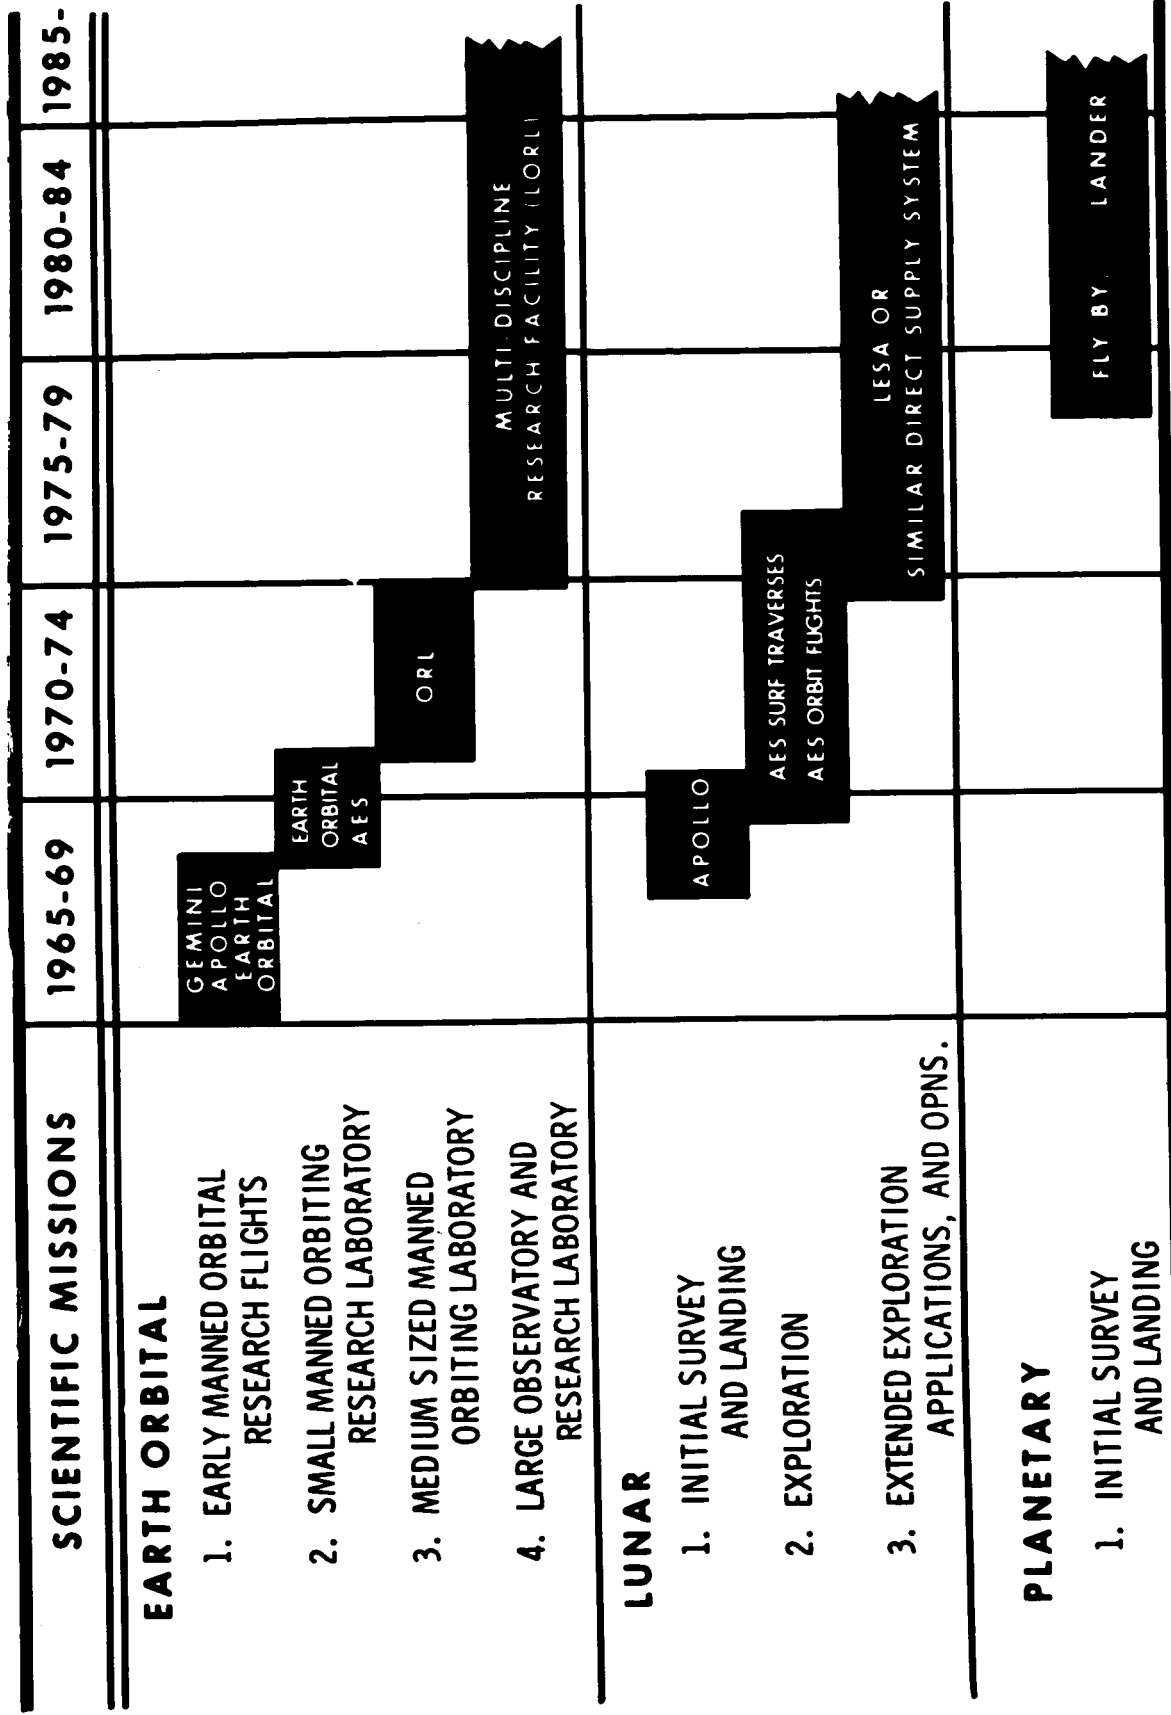 SCIENTIFIC MISSIONS
1965-69
1970-74
1975-79
1980-84
1985-
EARTH ORBITAL
1. EARLY MANNED ORBITAL
RESEARCH FLIGHTS
GEMINI
APOLLO
EARTH
ORBITAL
2. SMALL MANNED ORBITING
RESEARCH LABORATORY
EARTH
ORBITAL
AES
3. MEDIUM SIZED MANNED
ORBITING LABORATORY
ORL
4. LARGE OBSERVATORY AND
RESEARCH LABORATORY
MULTI-DISCIPLINE
RESEARCH FACILITY (LORL)
LUNAR
1. INITIAL SURVEY
AND LANDING
APOLLO
2. EXPLORATION
AES SURF TRAVERSES
AES ORBIT FLIGHTS
3. EXTENDED EXPLORATION
APPLICATIONS, AND OPNS.
LESA OR
SIMILAR DIRECT SUPPLY SYSTEM
PLANETARY
1. INITIAL SURVEY
AND LANDING
FLY BY. LANDER